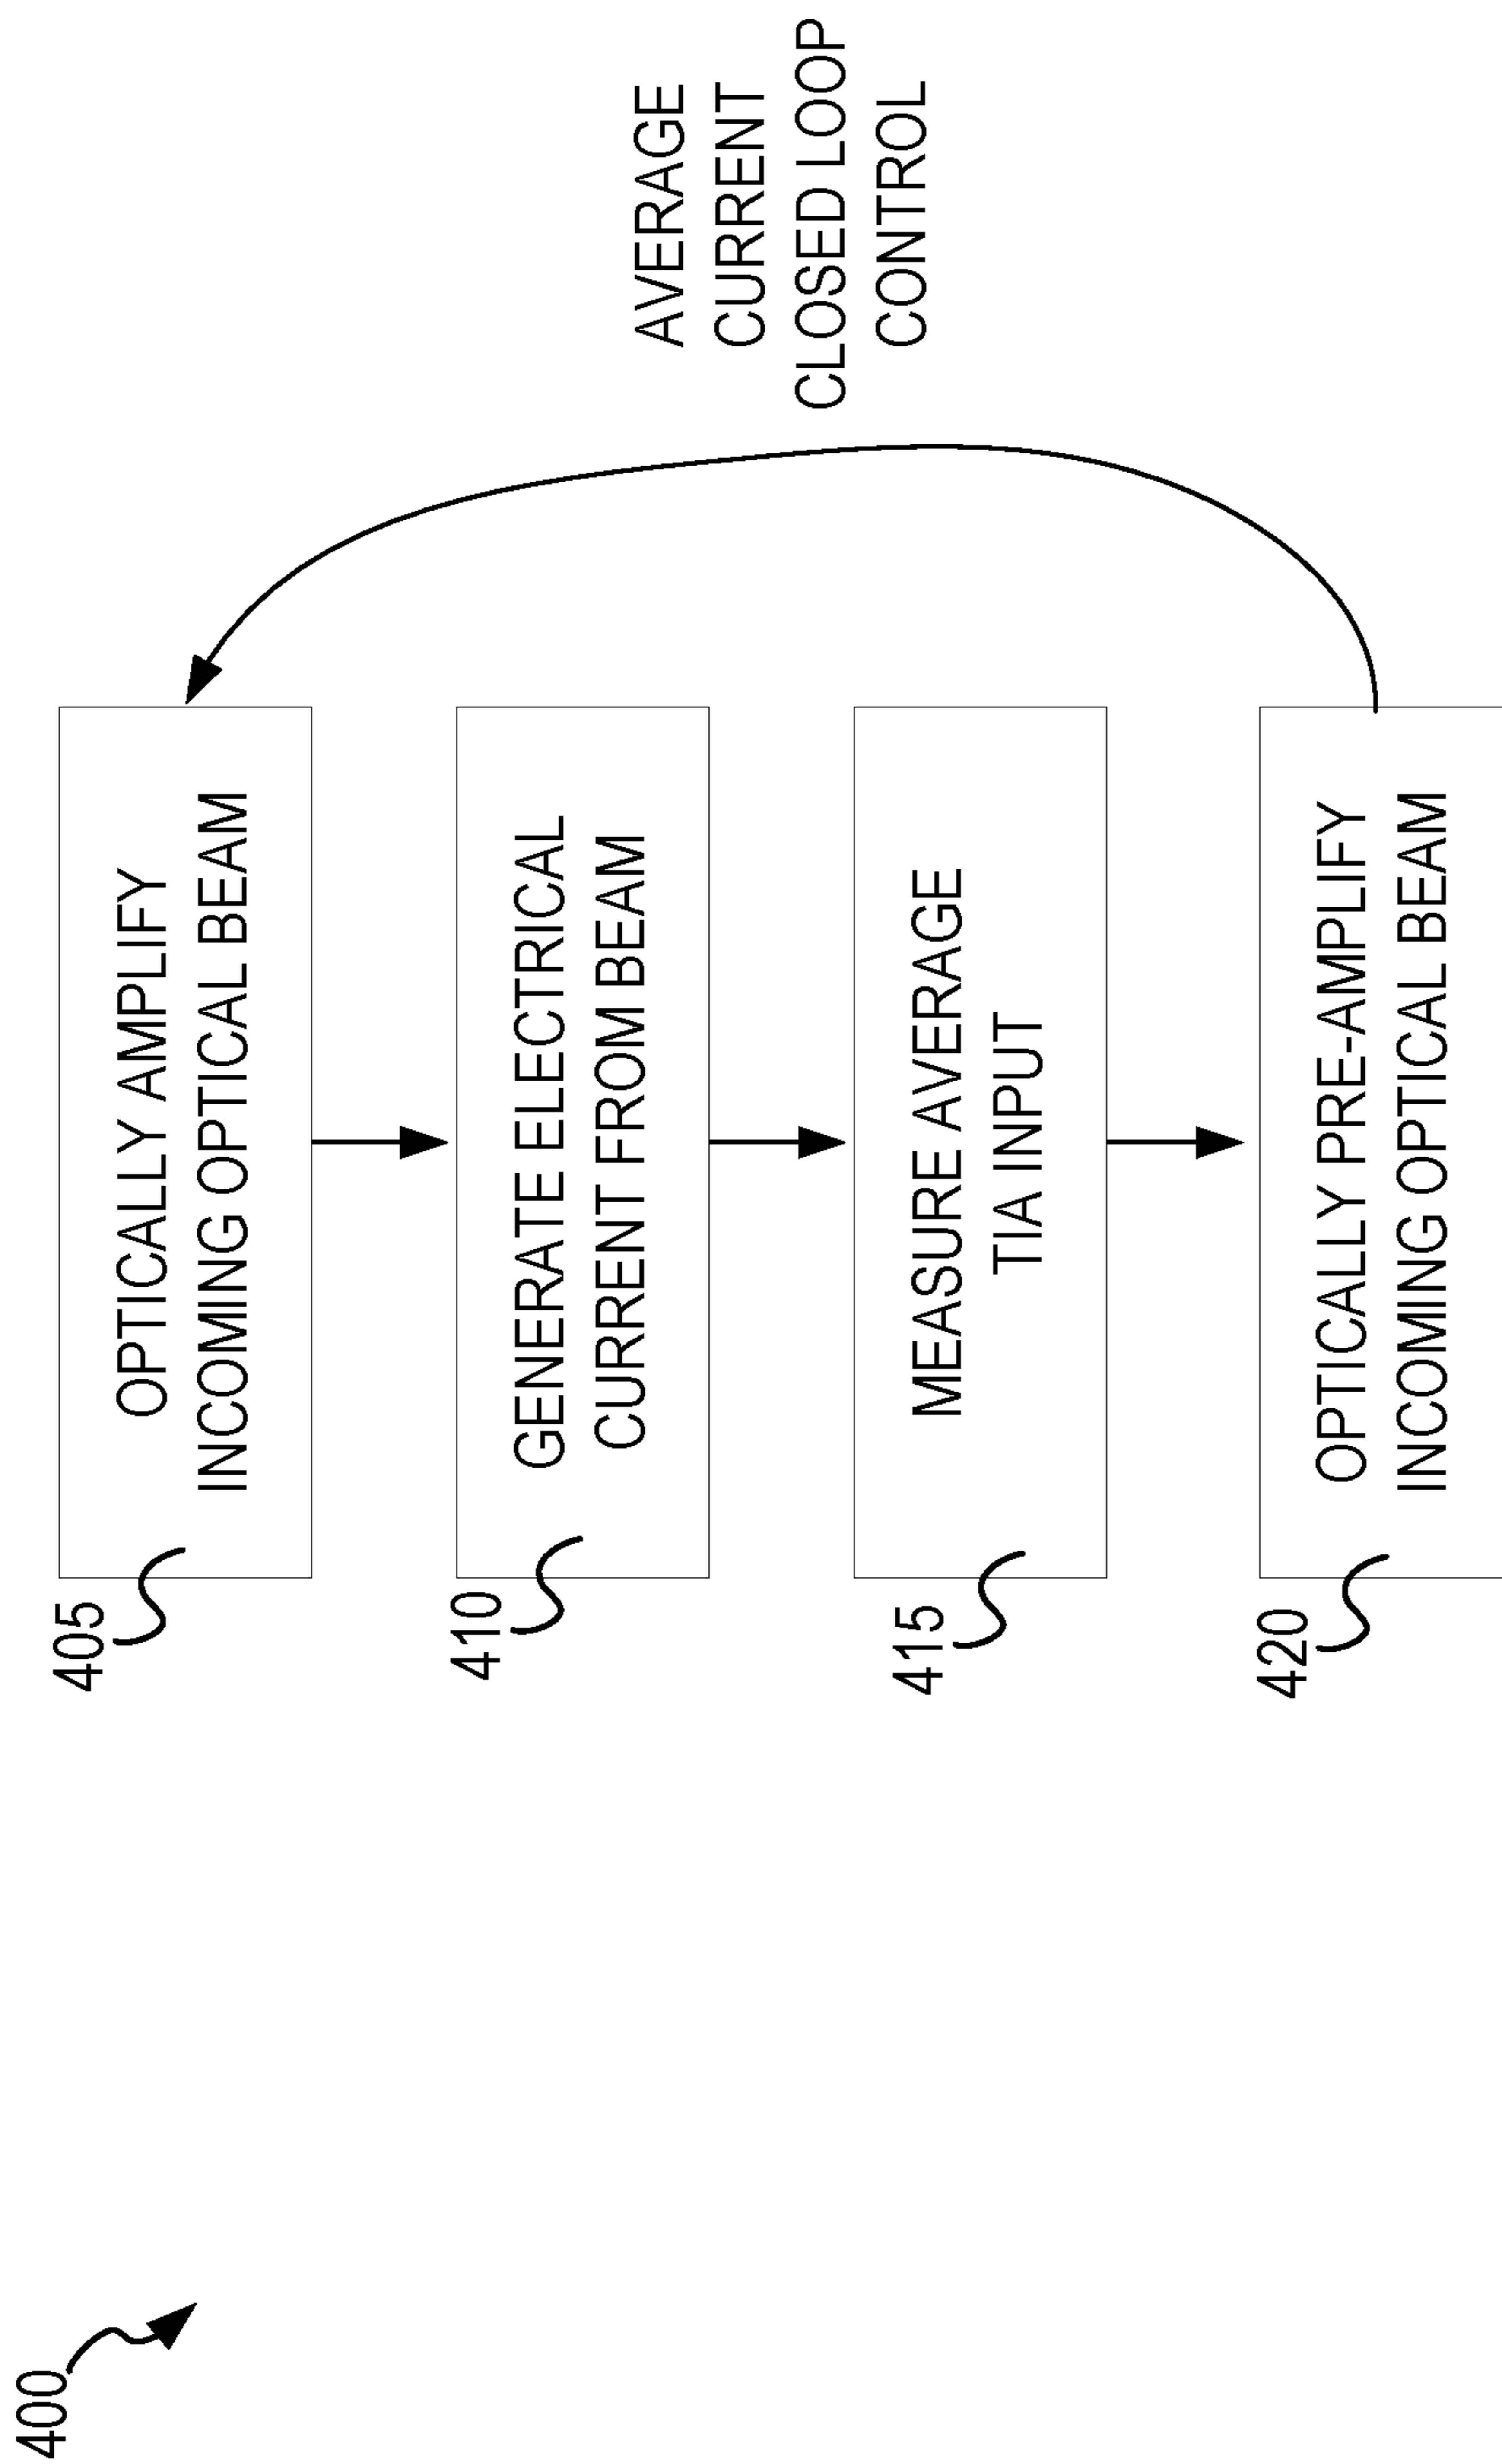 400
405
OPTICALLY AMPLIFY
INCOMING OPTICAL BEAM
410
GENERATE ELECTRICAL
CURRENT FROM BEAM
415
MEASURE AVERAGE
TIA INPUT
420
OPTICALLY PRE-AMPLIFY
INCOMING OPTICAL BEAM
AVERAGE
CURRENT
CLOSED LOOP
CONTROL